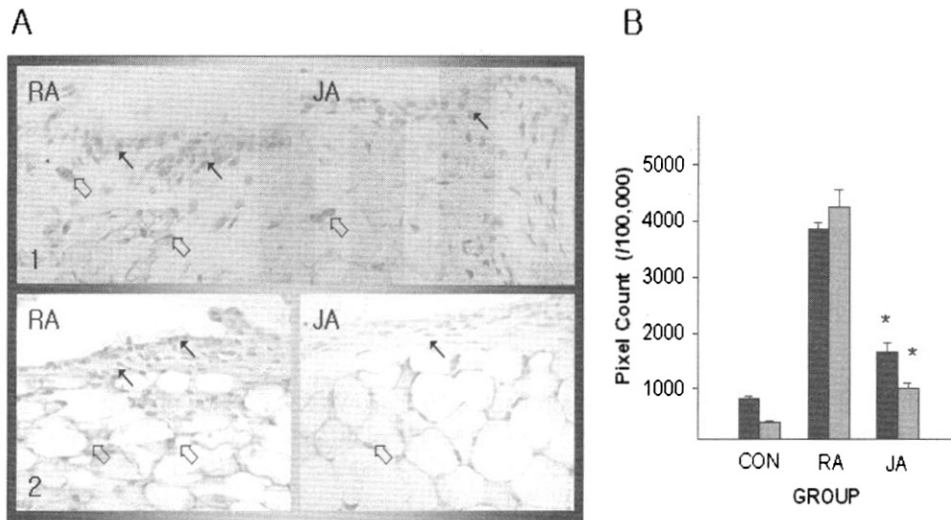 A
RA
JA
1
RA
JA
2
B
Pixel Count (/100,000)
5000
4000
3000
2000
1000
*
*
CON RA JA
GROUP